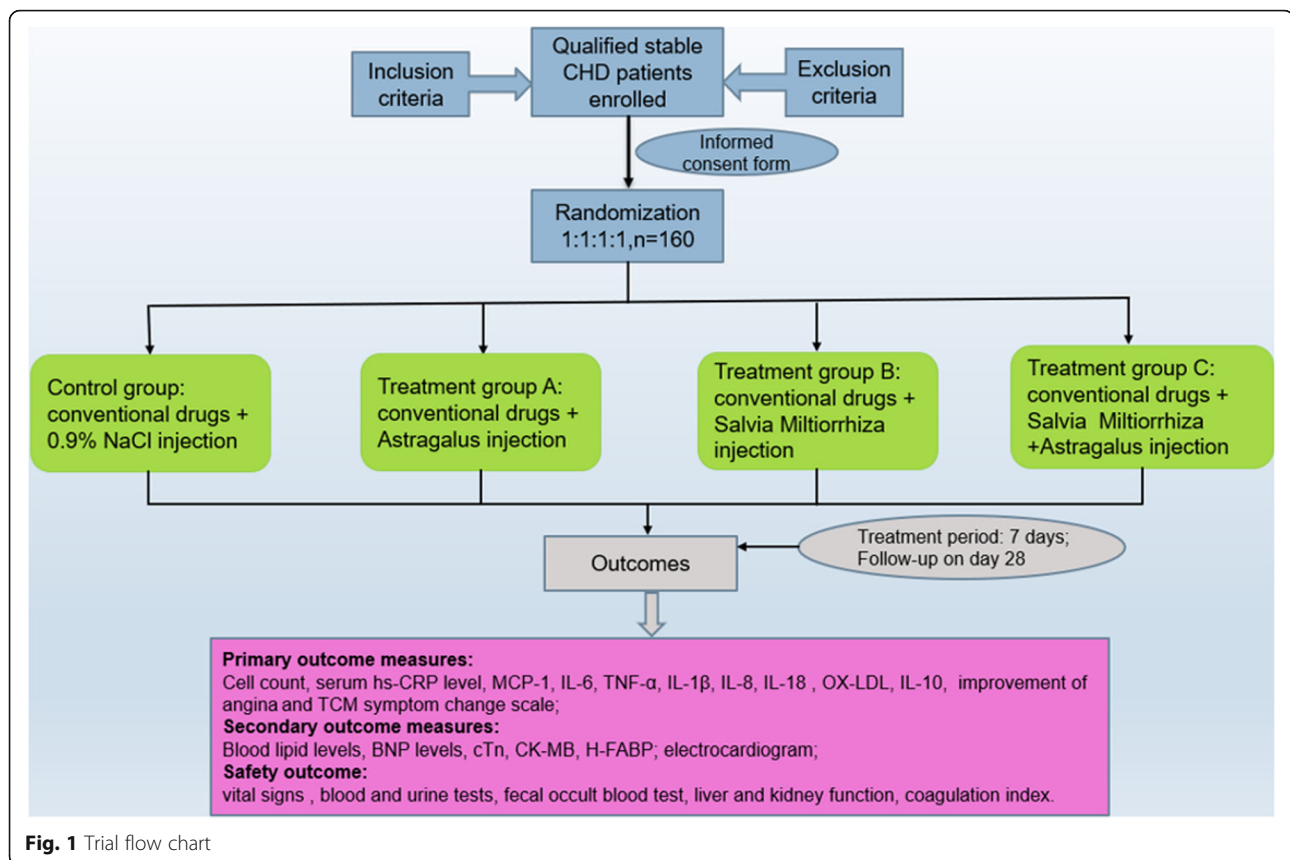 Inclusion
criteria
Qualified stable
CHD patients
enrolled
Exclusion
criteria
Informed
consent form
Randomization
1:1:1:1,n=160
Control group:
conventional drugs +
0.9% NaCl injection
Treatment group A:
conventional drugs +
Astragalus injection
Treatment group B:
conventional drugs +
Salvia Miltiorrhiza
injection
Treatment group C:
conventional drugs +
Salvia Miltiorrhiza
+Astragalus injection
Treatment period: 7 days;
Follow-up on day 28
Outcomes
Primary outcome measures:
Cell count, serum hs-CRP level, MCP-1, IL-6, TNF-α, IL-1β, IL-8, IL-18 , OX-LDL, IL-10, improvement of
angina and TCM symptom change scale;
Secondary outcome measures:
Blood lipid levels, BNP levels, cTn, CK-MB, H-FABP; electrocardiogram;
Safety outcome:
vital signs , blood and urine tests, fecal occult blood test, liver and kidney function, coagulation index.
Fig. 1 Trial flow chart